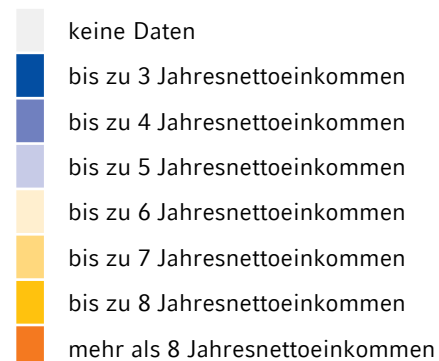 keine Daten
bis zu 3 Jahresnettoeinkommen
bis zu 4 Jahresnettoeinkommen
bis zu 5 Jahresnettoeinkommen
bis zu 6 Jahresnettoeinkommen
bis zu 7 Jahresnettoeinkommen
bis zu 8 Jahresnettoeinkommen
mehr als 8 Jahresnettoeinkommen